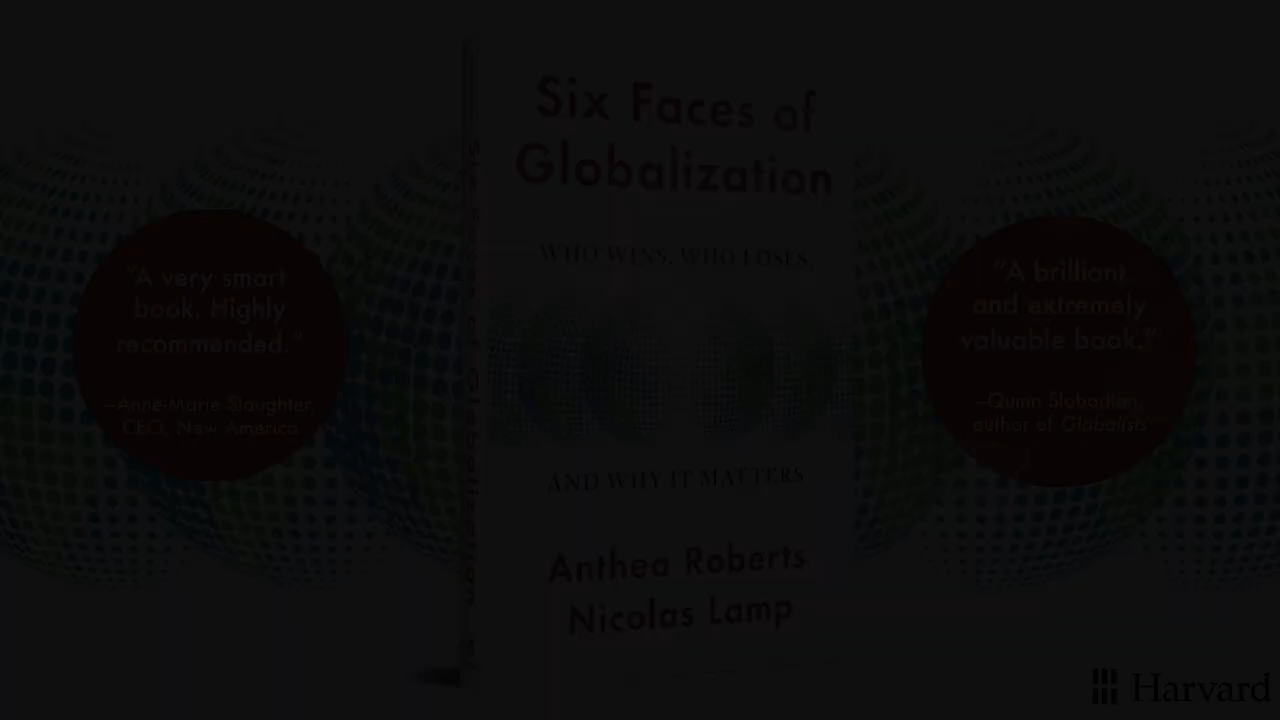 Six Faces of
Globalization
WHO WINS, WHO LOSES,
AND WHY IT MATTERS
Anthea Roberts
Nicolas Lamp
"A very smart
book. Highly
recommended."
—Anne-Marie Slaughter,
CEO, New America
"A brilliant
and extremely
valuable book."
—Quinn Slobodian,
author of Globalists
Harvard